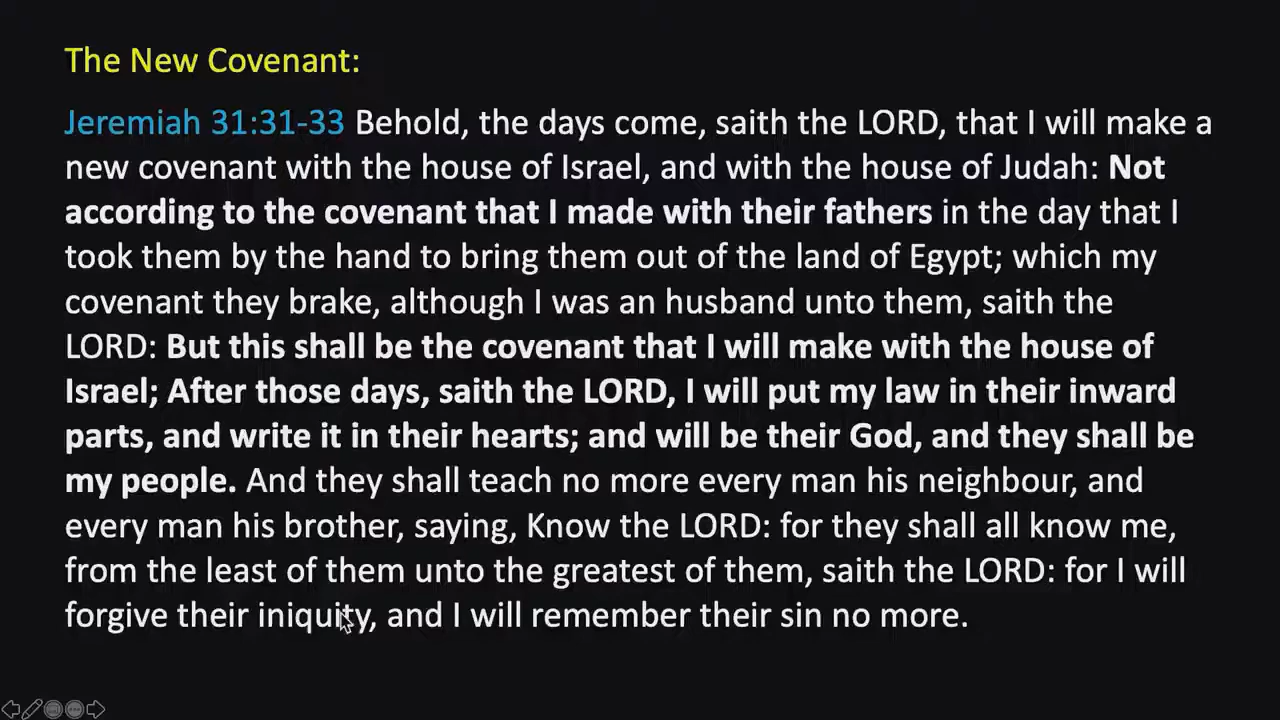 The New Covenant:
Jeremiah 31:31-33 Behold, the days come, saith the LORD, that I will make a
new covenant with the house of Israel, and with the house of Judah: Not
according to the covenant that I made with their fathers in the day that I
took them by the hand to bring them out of the land of Egypt; which my
covenant they brake, although I was an husband unto them, saith the
LORD: But this shall be the covenant that I will make with the house of
Israel; After those days, saith the LORD, I will put my law in their inward
parts, and write it in their hearts; and will be their God, and they shall be
my people. And they shall teach no more every man his neighbour, and
every man his brother, saying, Know the LORD: for they shall all know me,
from the least of them unto the greatest of them, saith the LORD: for I will
forgive their iniquity, and I will remember their sin no more.